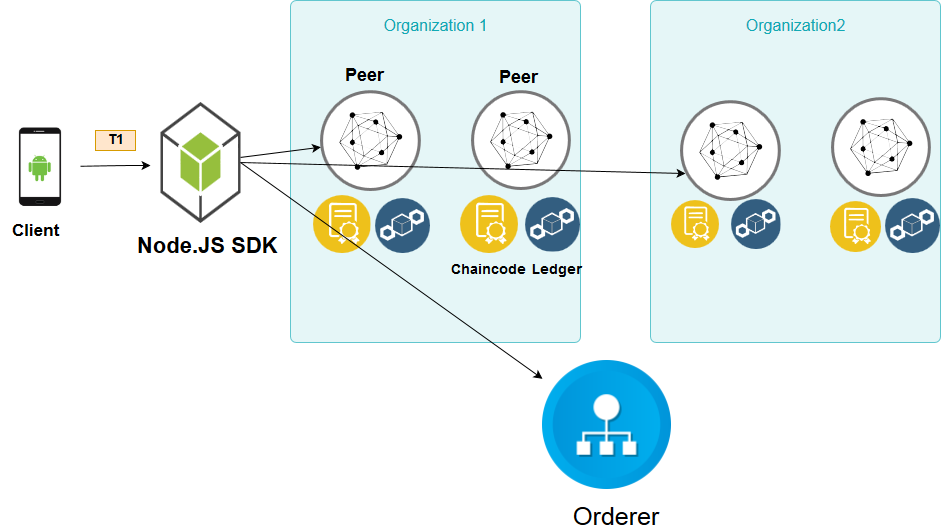 Organization 1
Organization2
Peer
Peer
T1
Client
Node.JS SDK
Chaincode Ledger
Orderer